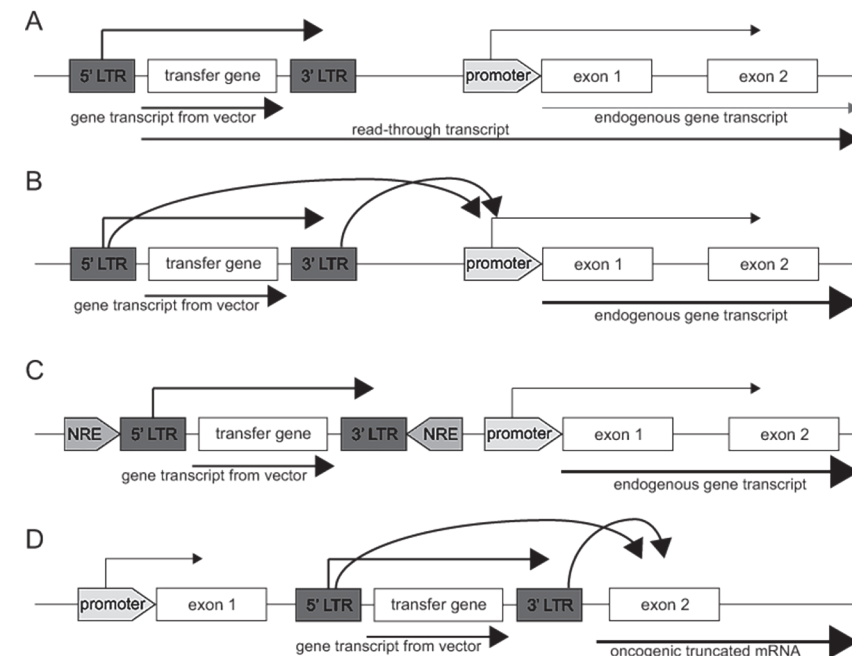 A
5' LTR transfer gene 3' LTR promoter exon 1 exon 2
gene transcript from vector endogenous gene transcript
read-through transcript
B
5' LTR transfer gene 3' LTR promoter exon 1 exon 2
gene transcript from vector endogenous gene transcript
C
NRE 5' LTR transfer gene 3' LTR NRE promoter exon 1 exon 2
gene transcript from vector endogenous gene transcript
D
promoter exon 1 5' LTR transfer gene 3' LTR exon 2
gene transcript from vector oncogenic truncated mRNA